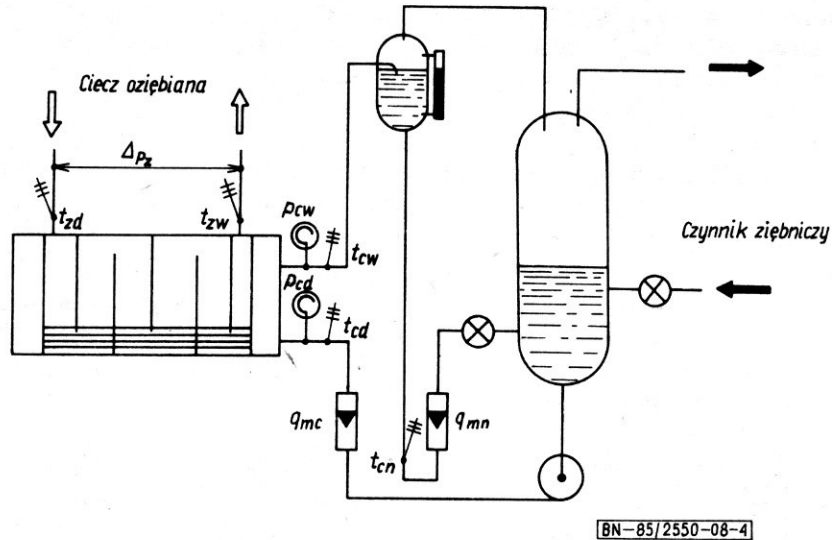 Ciecz oziębiana
Δpz
tzd
tzw
pcw
tcw
pcd
tcd
Czynnik ziębniczy
qmc
qmn
tcn
BN-85/2550-08-4